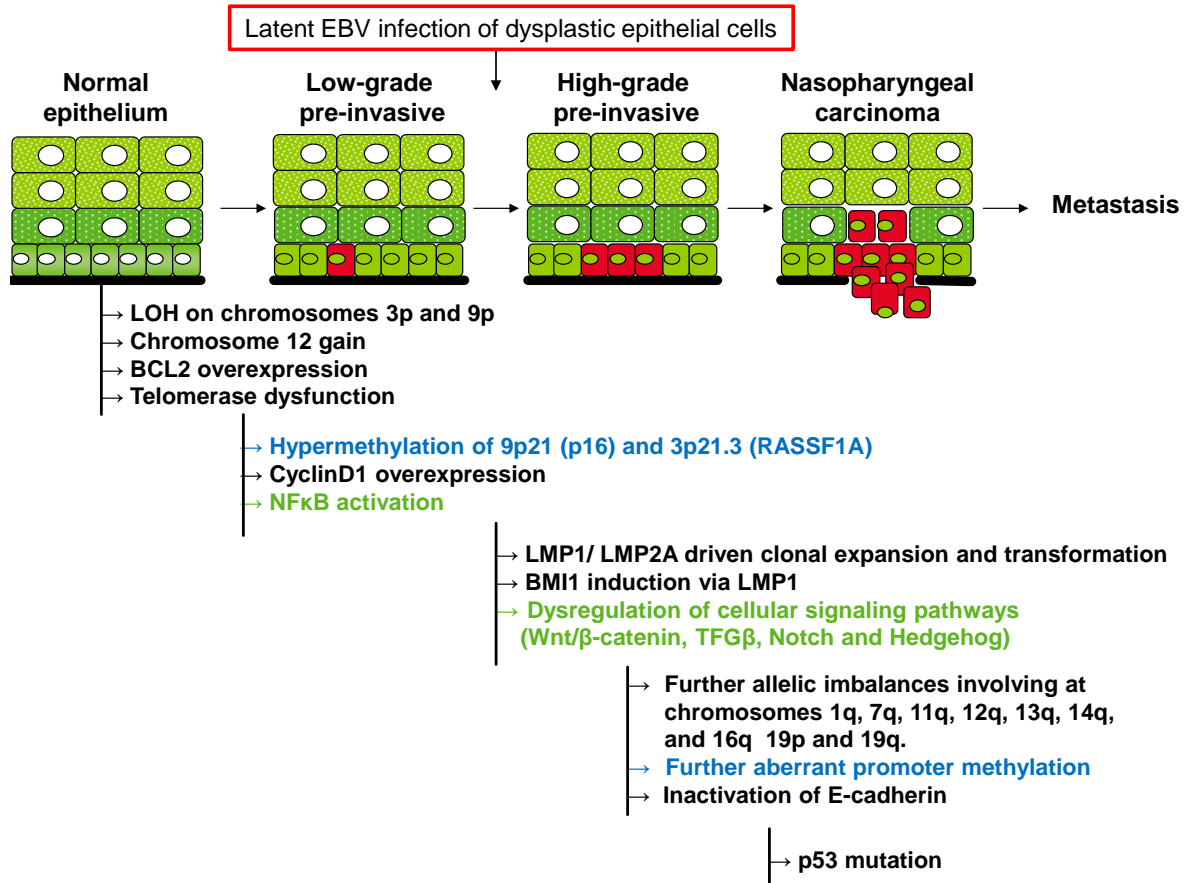 Latent EBV infection of dysplastic epithelial cells
Normal
epithelium
Low-grade
pre-invasive
High-grade
pre-invasive
Nasopharyngeal
carcinoma
Metastasis
→ LOH on chromosomes 3p and 9p
→ Chromosome 12 gain
→ BCL2 overexpression
→ Telomerase dysfunction
→ Hypermethylation of 9p21 (p16) and 3p21.3 (RASSF1A)
→ CyclinD1 overexpression
→ NFκB activation
→ LMP1/ LMP2A driven clonal expansion and transformation
→ BMI1 induction via LMP1
→ Dysregulation of cellular signaling pathways
(Wnt/β-catenin, TFGβ, Notch and Hedgehog)
→ Further allelic imbalances involving at
chromosomes 1q, 7q, 11q, 12q, 13q, 14q,
and 16q 19p and 19q.
→ Further aberrant promoter methylation
→ Inactivation of E-cadherin
→ p53 mutation